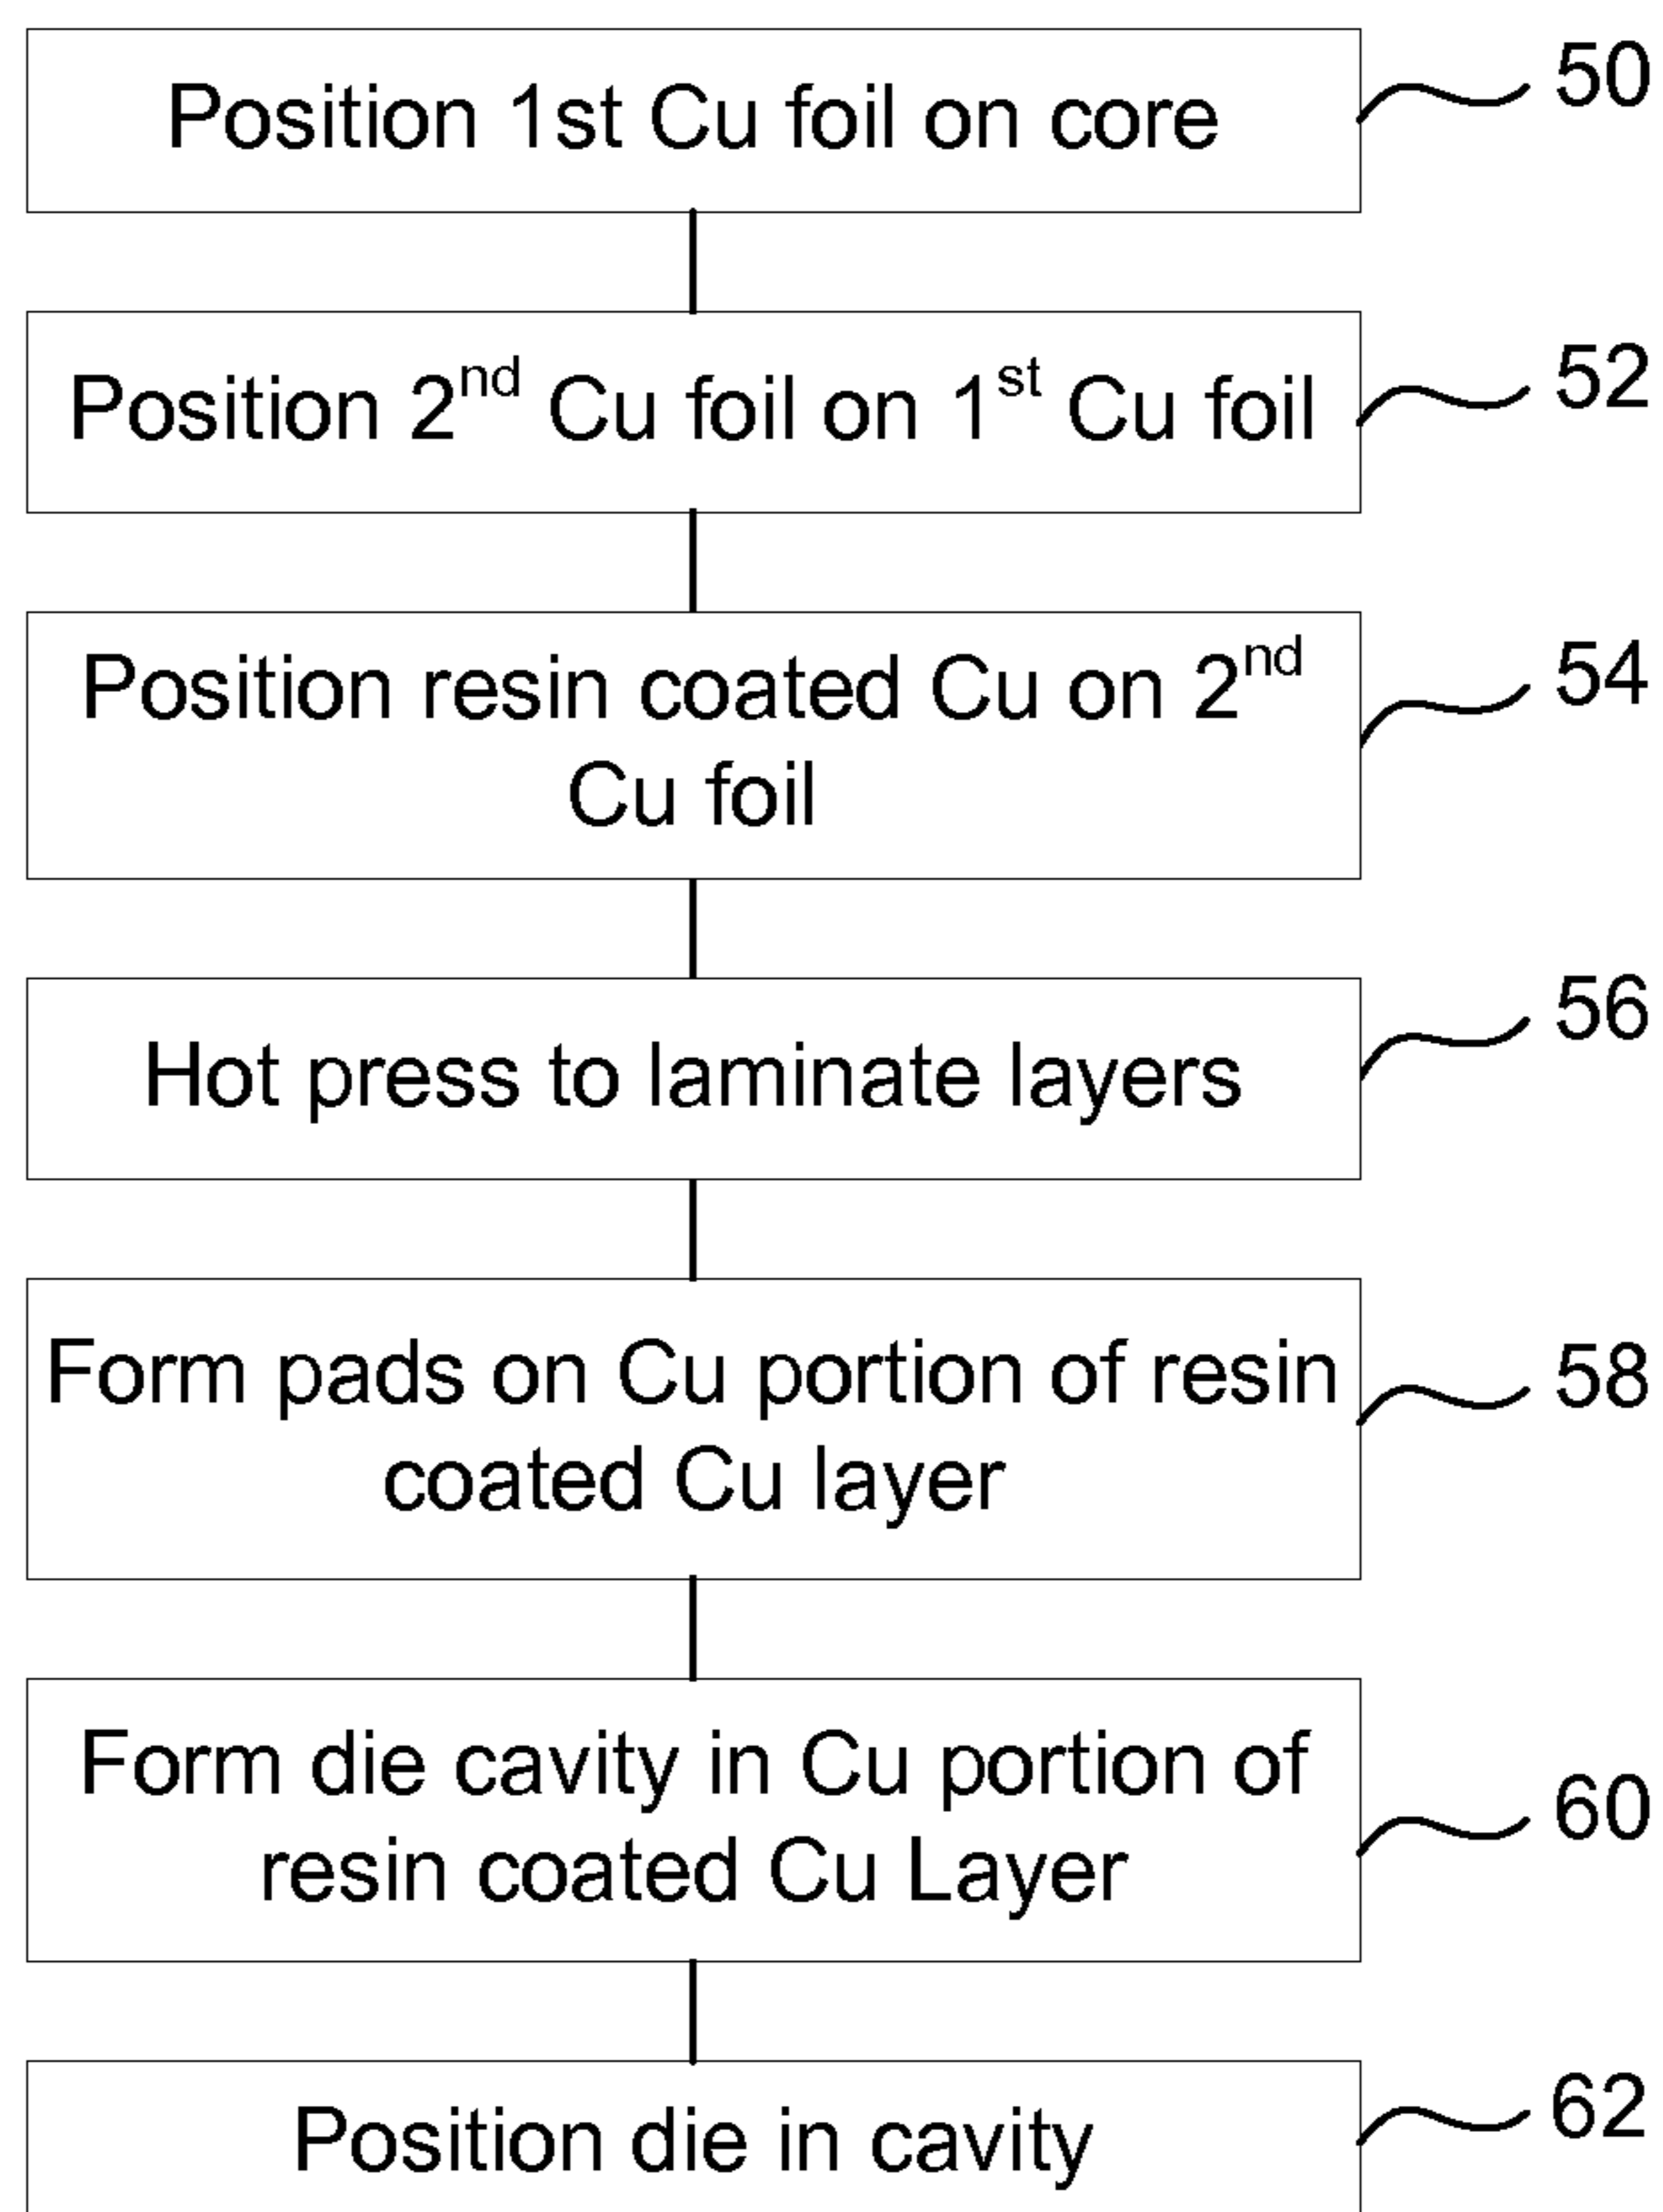 Position 1st Cu foil on core
50
Position 2nd Cu foil on 1st Cu foil
52
Position resin coated Cu on 2nd
Cu foil
54
Hot press to laminate layers
56
Form pads on Cu portion of resin
coated Cu layer
58
Form die cavity in Cu portion of
resin coated Cu Layer
60
Position die in cavity
62